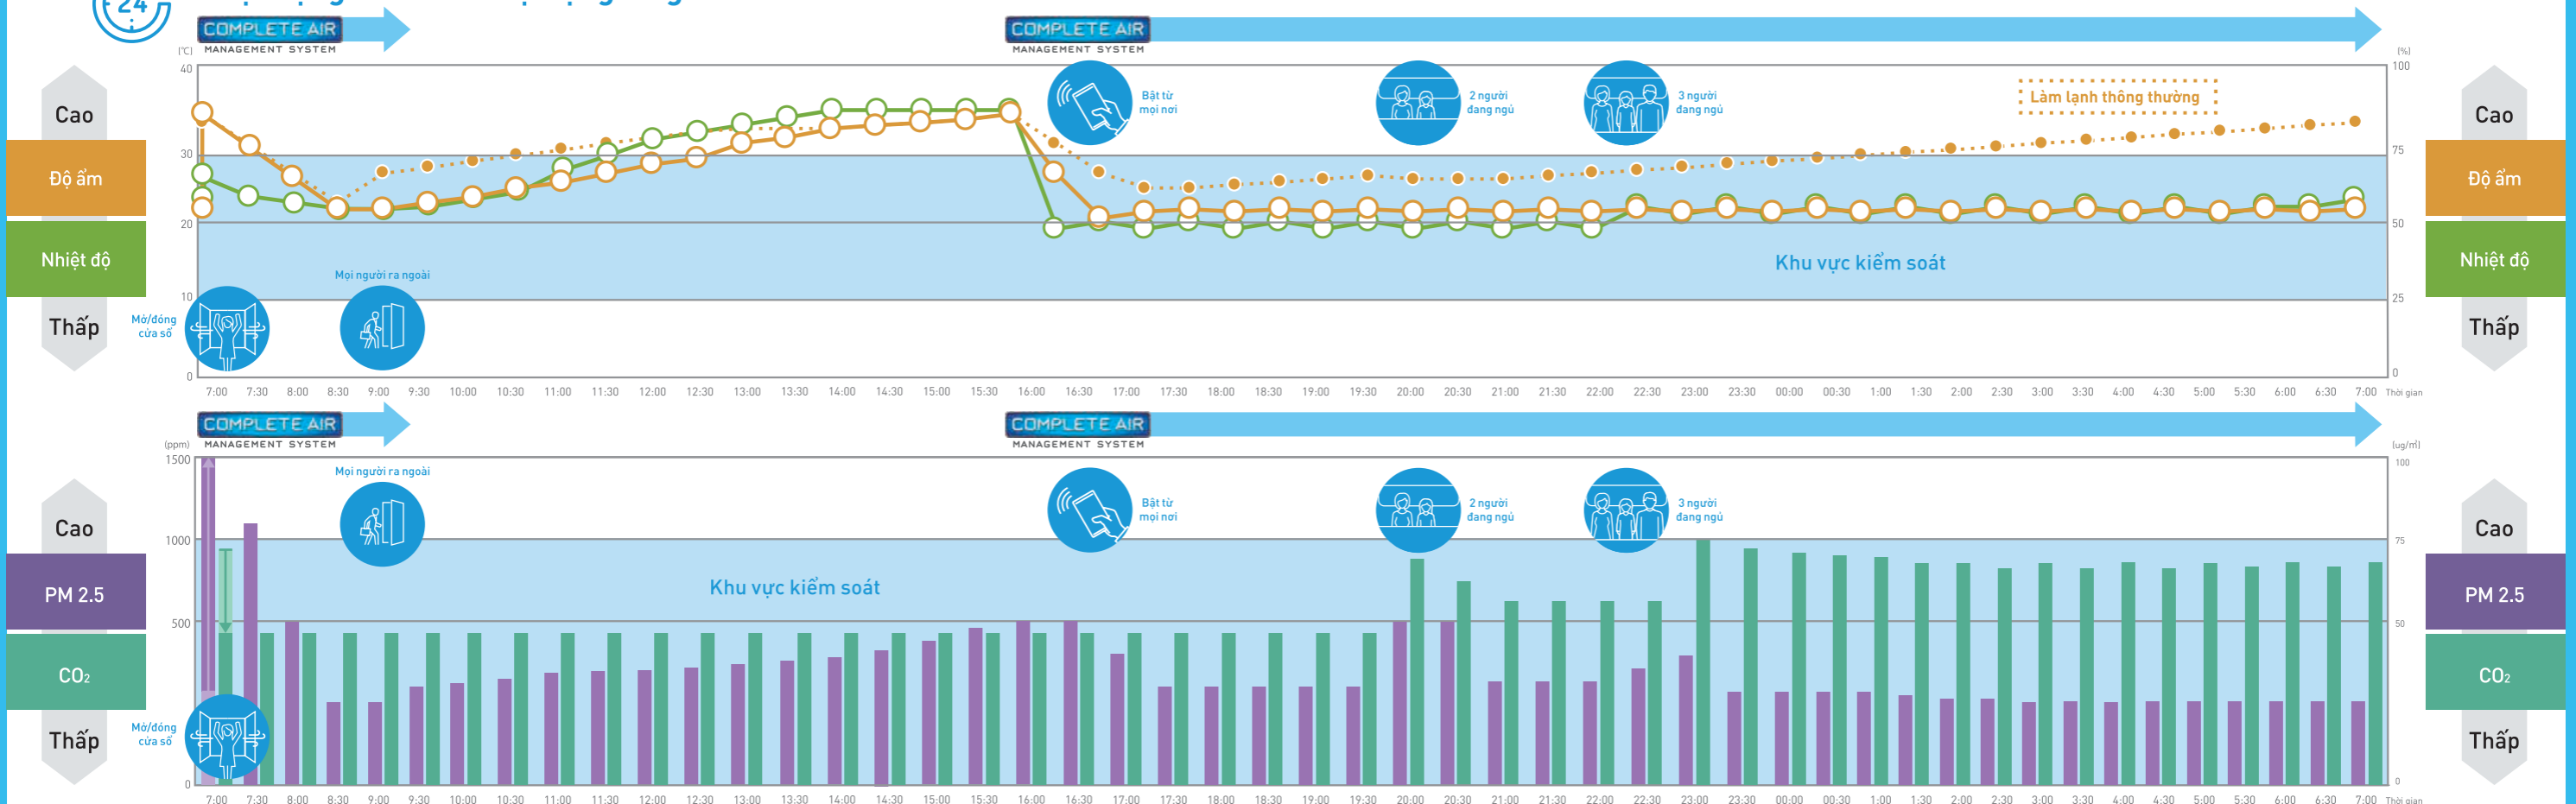 24
COMPLETE AIR
MANAGEMENT SYSTEM
COMPLETE AIR
MANAGEMENT SYSTEM
(℃)
(%)
40
30
20
10
0
100
75
50
25
0
Cao
Độ ẩm
Nhiệt độ
Thấp
Cao
Độ ẩm
Nhiệt độ
Thấp
Bật từ
mọi nơi
2 người
đang ngủ
3 người
đang ngủ
Làm lạnh thông thường
Khu vực kiểm soát
Mọi người ra ngoài
Mở/đóng
cửa sổ
7:00 7:30 8:00 8:30 9:00 9:30 10:00 10:30 11:00 11:30 12:00 12:30 13:00 13:30 14:00 14:30 15:00 15:30 16:00 16:30 17:00 17:30 18:00 18:30 19:00 19:30 20:00 20:30 21:00 21:30 22:00 22:30 23:00 23:30 00:00 00:30 1:00 1:30 2:00 2:30 3:00 3:30 4:00 4:30 5:00 5:30 6:00 6:30 7:00 Thời gian
COMPLETE AIR
MANAGEMENT SYSTEM
COMPLETE AIR
MANAGEMENT SYSTEM
(ppm)
(ug/㎥)
1500
1000
500
0
100
75
50
0
Cao
PM 2.5
CO₂
Thấp
Cao
PM 2.5
CO₂
Thấp
Mọi người ra ngoài
Bật từ
mọi nơi
2 người
đang ngủ
3 người
đang ngủ
Khu vực kiểm soát
Mở/đóng
cửa sổ
7:00 7:30 8:00 8:30 9:00 9:30 10:00 10:30 11:00 11:30 12:00 12:30 13:00 13:30 14:00 14:30 15:00 15:30 16:00 16:30 17:00 17:30 18:00 18:30 19:00 19:30 20:00 20:30 21:00 21:30 22:00 22:30 23:00 23:30 00:00 00:30 1:00 1:30 2:00 2:30 3:00 3:30 4:00 4:30 5:00 5:30 6:00 6:30 7:00 Thời gian